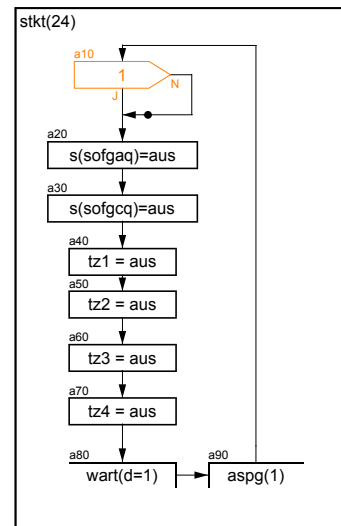 stkt(24)
a10
1
N
J
a20
s(sofgaq)=aus
a30
s(sofgcq)=aus
a40
tz1 = aus
a50
tz2 = aus
a60
tz3 = aus
a70
tz4 = aus
a80
wart(d=1)
a90
aspg(1)